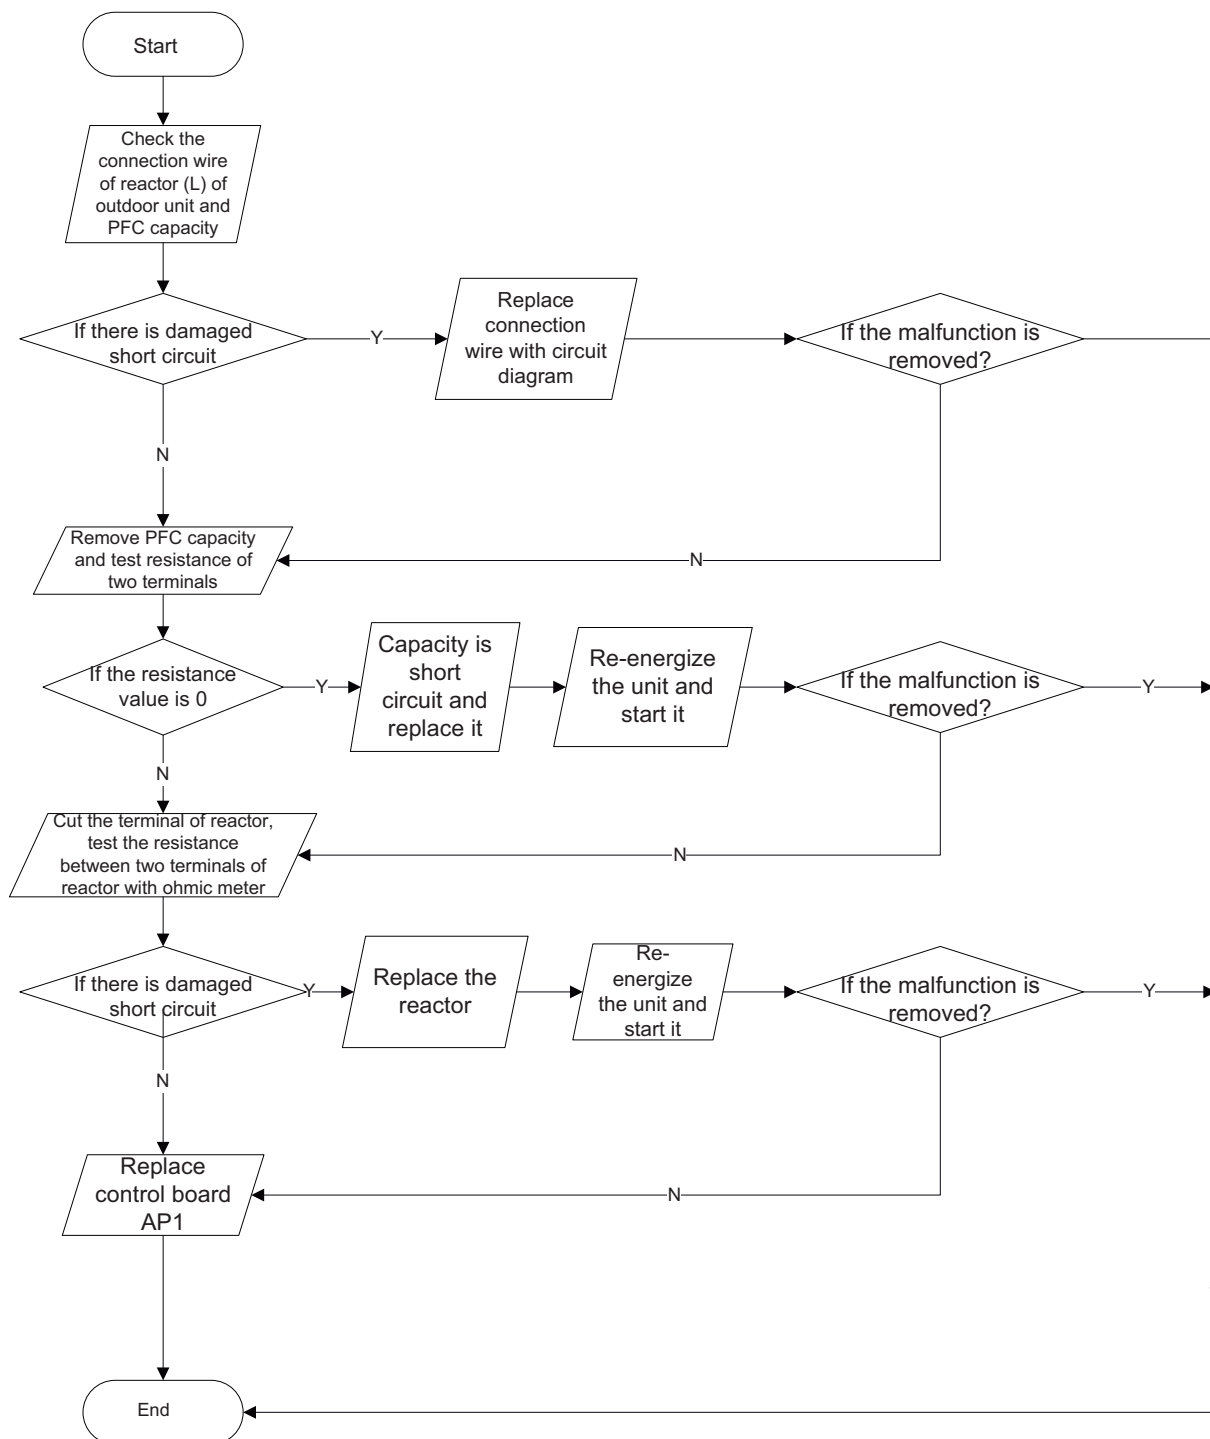 Start
Check the
connection wire
of reactor (L) of
outdoor unit and
PFC capacity
If there is damaged
short circuit
Y
Replace
connection
wire with circuit
diagram
If the malfunction is
removed?
N
Remove PFC capacity
and test resistance of
two terminals
N
If the resistance
value is 0
Y
Capacity is
short
circuit and
replace it
Re-energize
the unit and
start it
If the malfunction is
removed?
Y
N
Cut the terminal of reactor,
test the resistance
between two terminals of
reactor with ohmic meter
N
If there is damaged
short circuit
Y
Replace the
reactor
Re-
energize
the unit and
start it
If the malfunction is
removed?
Y
N
Replace
control board
AP1
N
End